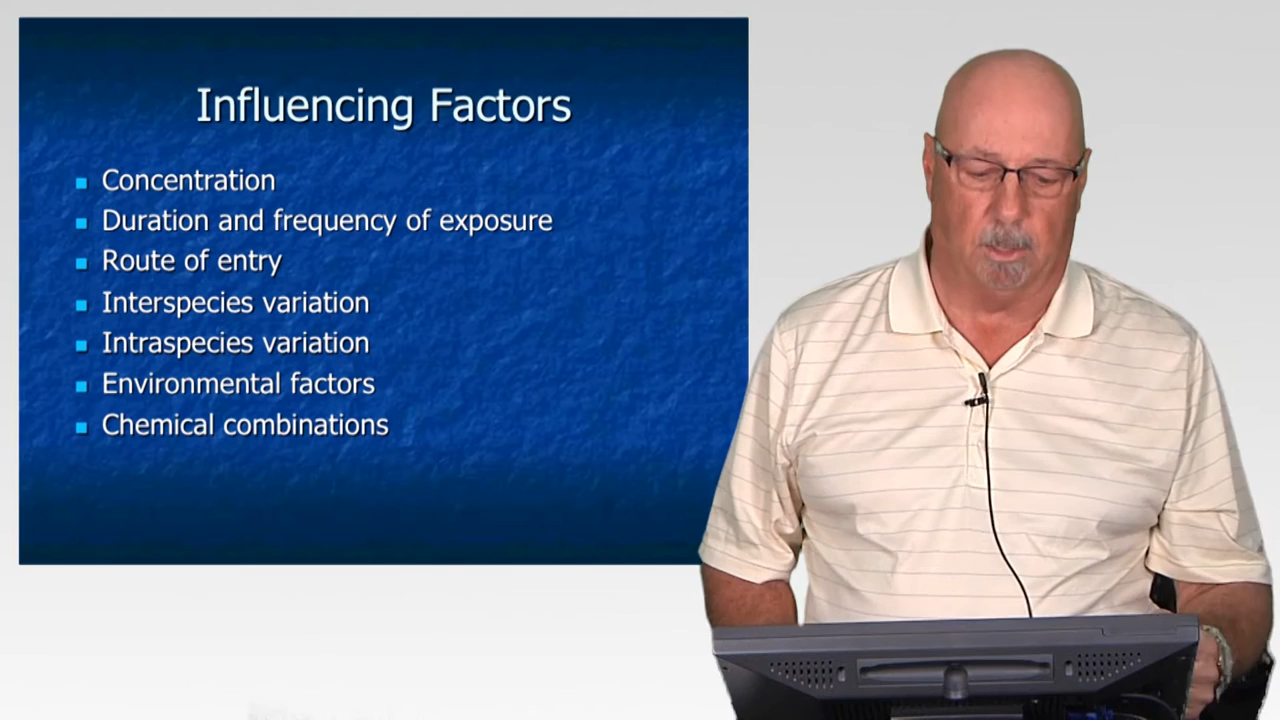 Influencing Factors
Concentration
Duration and frequency of exposure
Route of entry
Interspecies variation
Intraspecies variation
Environmental factors
Chemical combinations